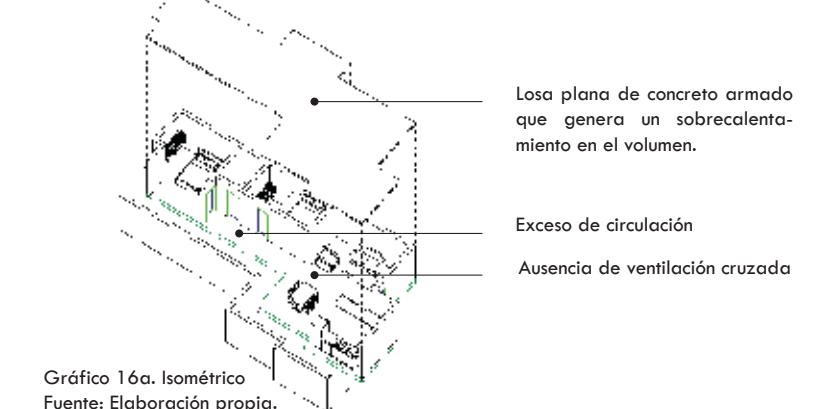 Losa plana de concreto armado
que genera un sobrecalenta-
miento en el volumen.
Exceso de circulación
Ausencia de ventilación cruzada
Gráfico 16a. Isométrico
Fuente: Elaboración propia.